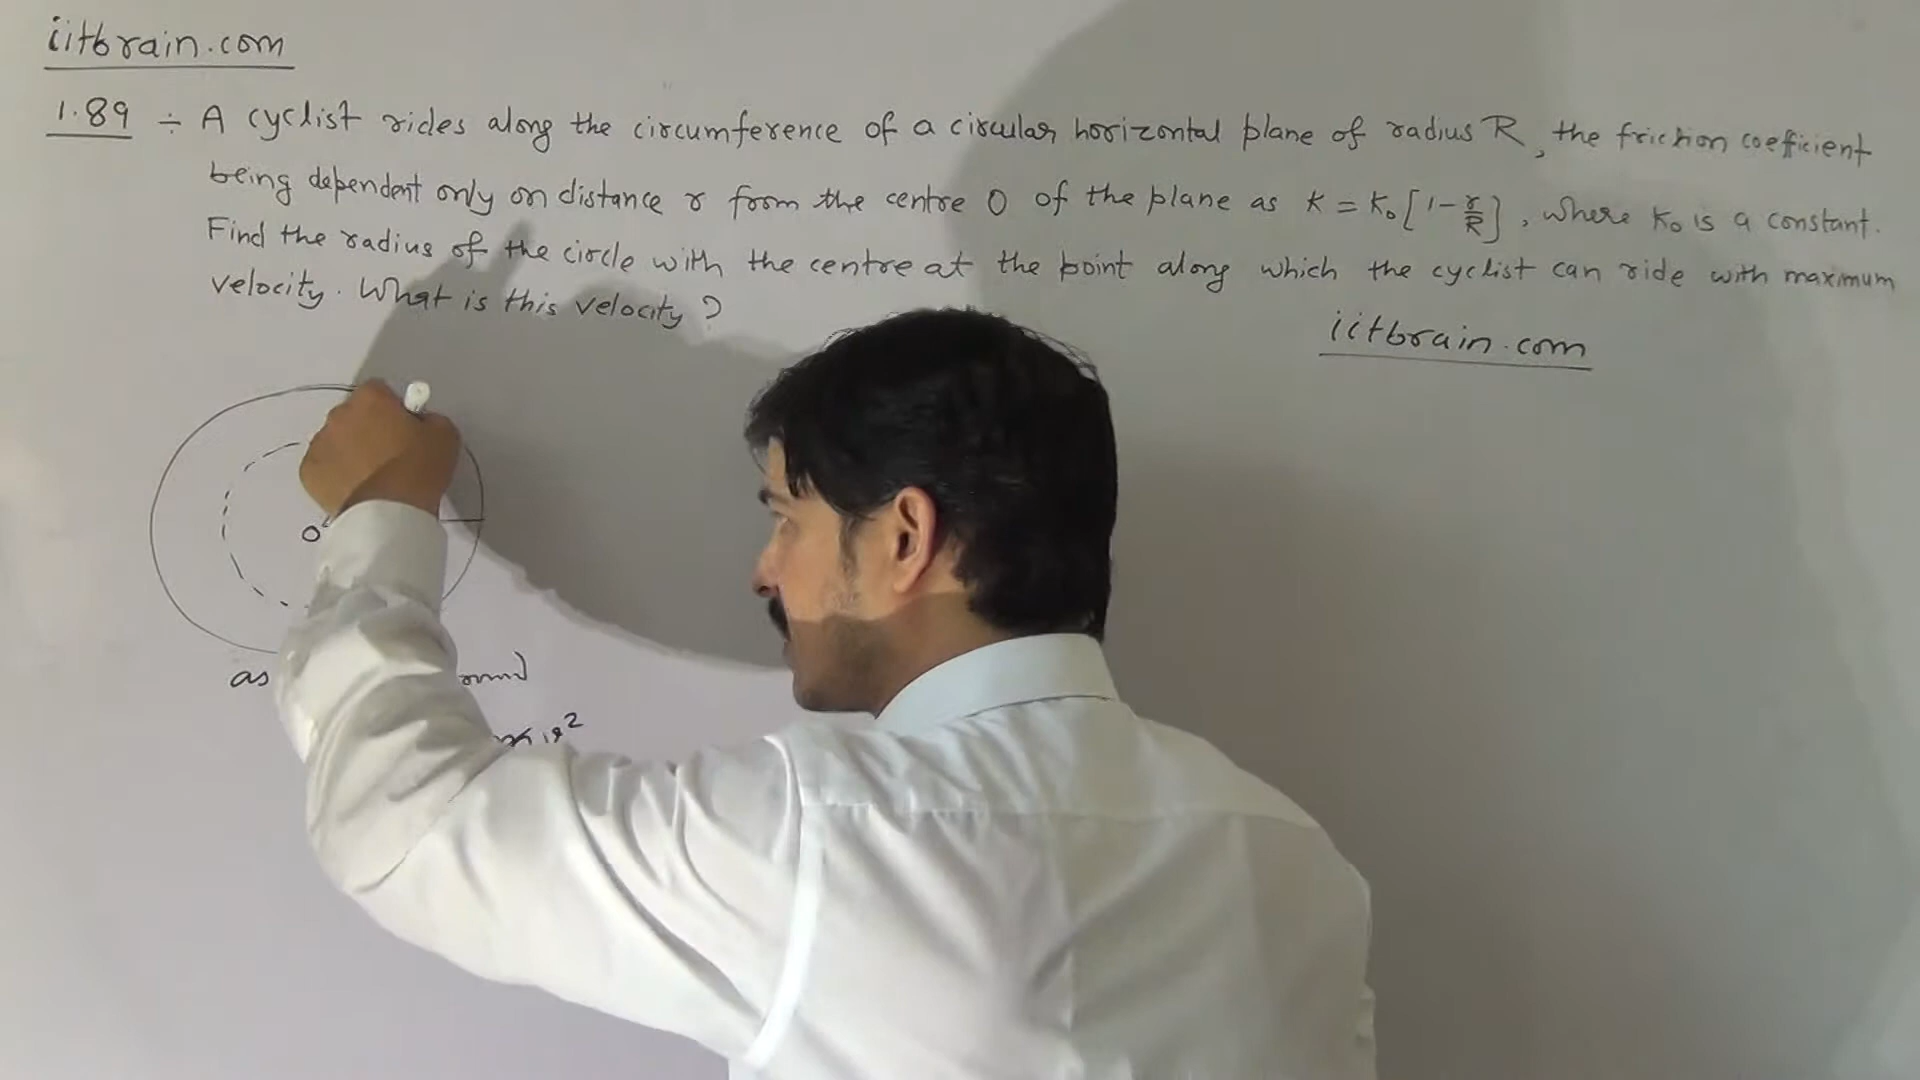 iitbrain.com
1.89 ÷ A cyclist rides along the circumference of a circular horizontal plane of radius R, the friction coefficient
being dependent only on distance r from the centre O of the plane as K = K₀[1-r/R], where K₀ is a constant.
Find the radius of the circle with the centre at the point along which the cyclist can ride with maximum
velocity. What is this velocity?
iitbrain.com
O
as